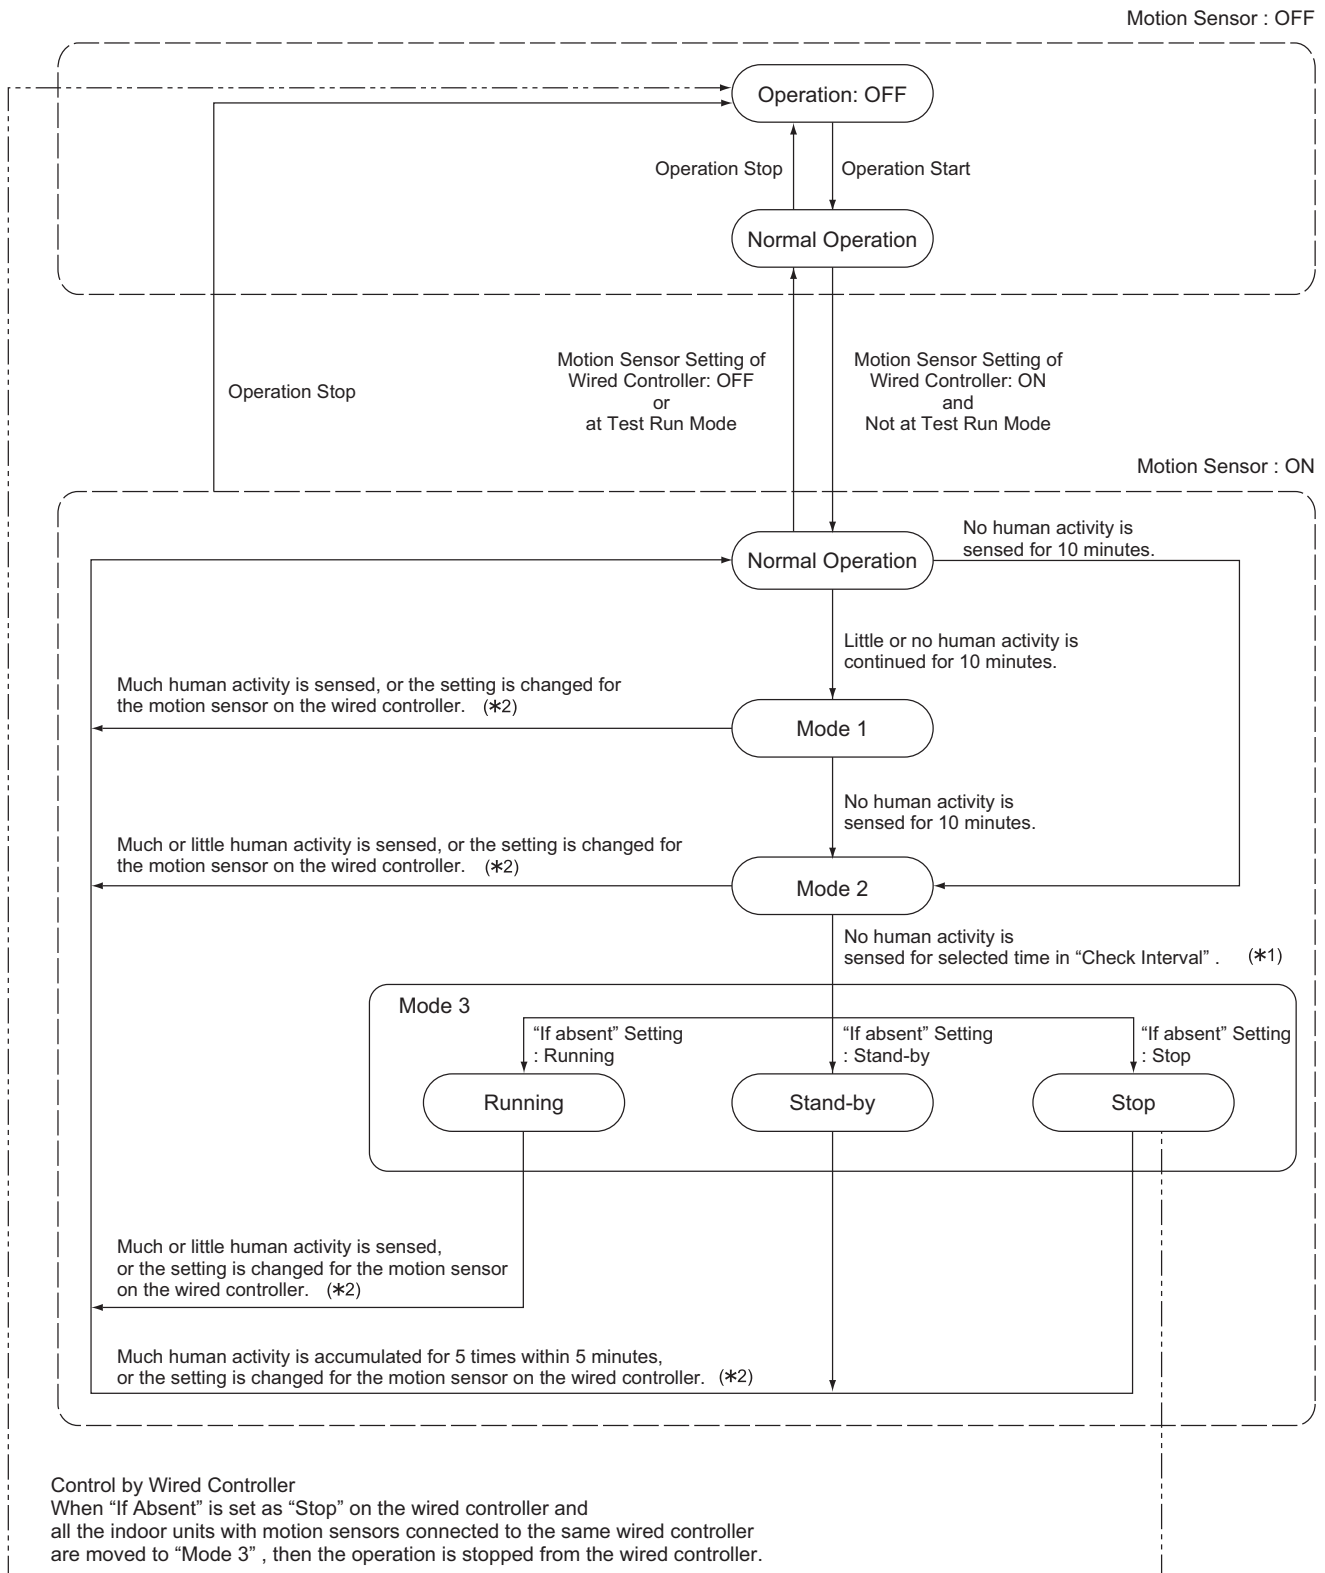 Motion Sensor : OFF
Operation: OFF
Operation Stop
Operation Start
Normal Operation
Motion Sensor Setting of
Wired Controller: OFF
or
at Test Run Mode
Motion Sensor Setting of
Wired Controller: ON
and
Not at Test Run Mode
Operation Stop
Motion Sensor : ON
Normal Operation
No human activity is
sensed for 10 minutes.
Little or no human activity is
continued for 10 minutes.
Much human activity is sensed, or the setting is changed for
the motion sensor on the wired controller. (*2)
Mode 1
No human activity is
sensed for 10 minutes.
Much or little human activity is sensed, or the setting is changed for
the motion sensor on the wired controller. (*2)
Mode 2
No human activity is
sensed for selected time in “Check Interval” . (*1)
Mode 3
“If absent” Setting
: Running
“If absent” Setting
: Stand-by
“If absent” Setting
: Stop
Running
Stand-by
Stop
Much or little human activity is sensed,
or the setting is changed for the motion sensor
on the wired controller. (*2)
Much human activity is accumulated for 5 times within 5 minutes,
or the setting is changed for the motion sensor on the wired controller. (*2)
Control by Wired Controller
When “If Absent” is set as “Stop” on the wired controller and
all the indoor units with motion sensors connected to the same wired controller
are moved to “Mode 3” , then the operation is stopped from the wired controller.